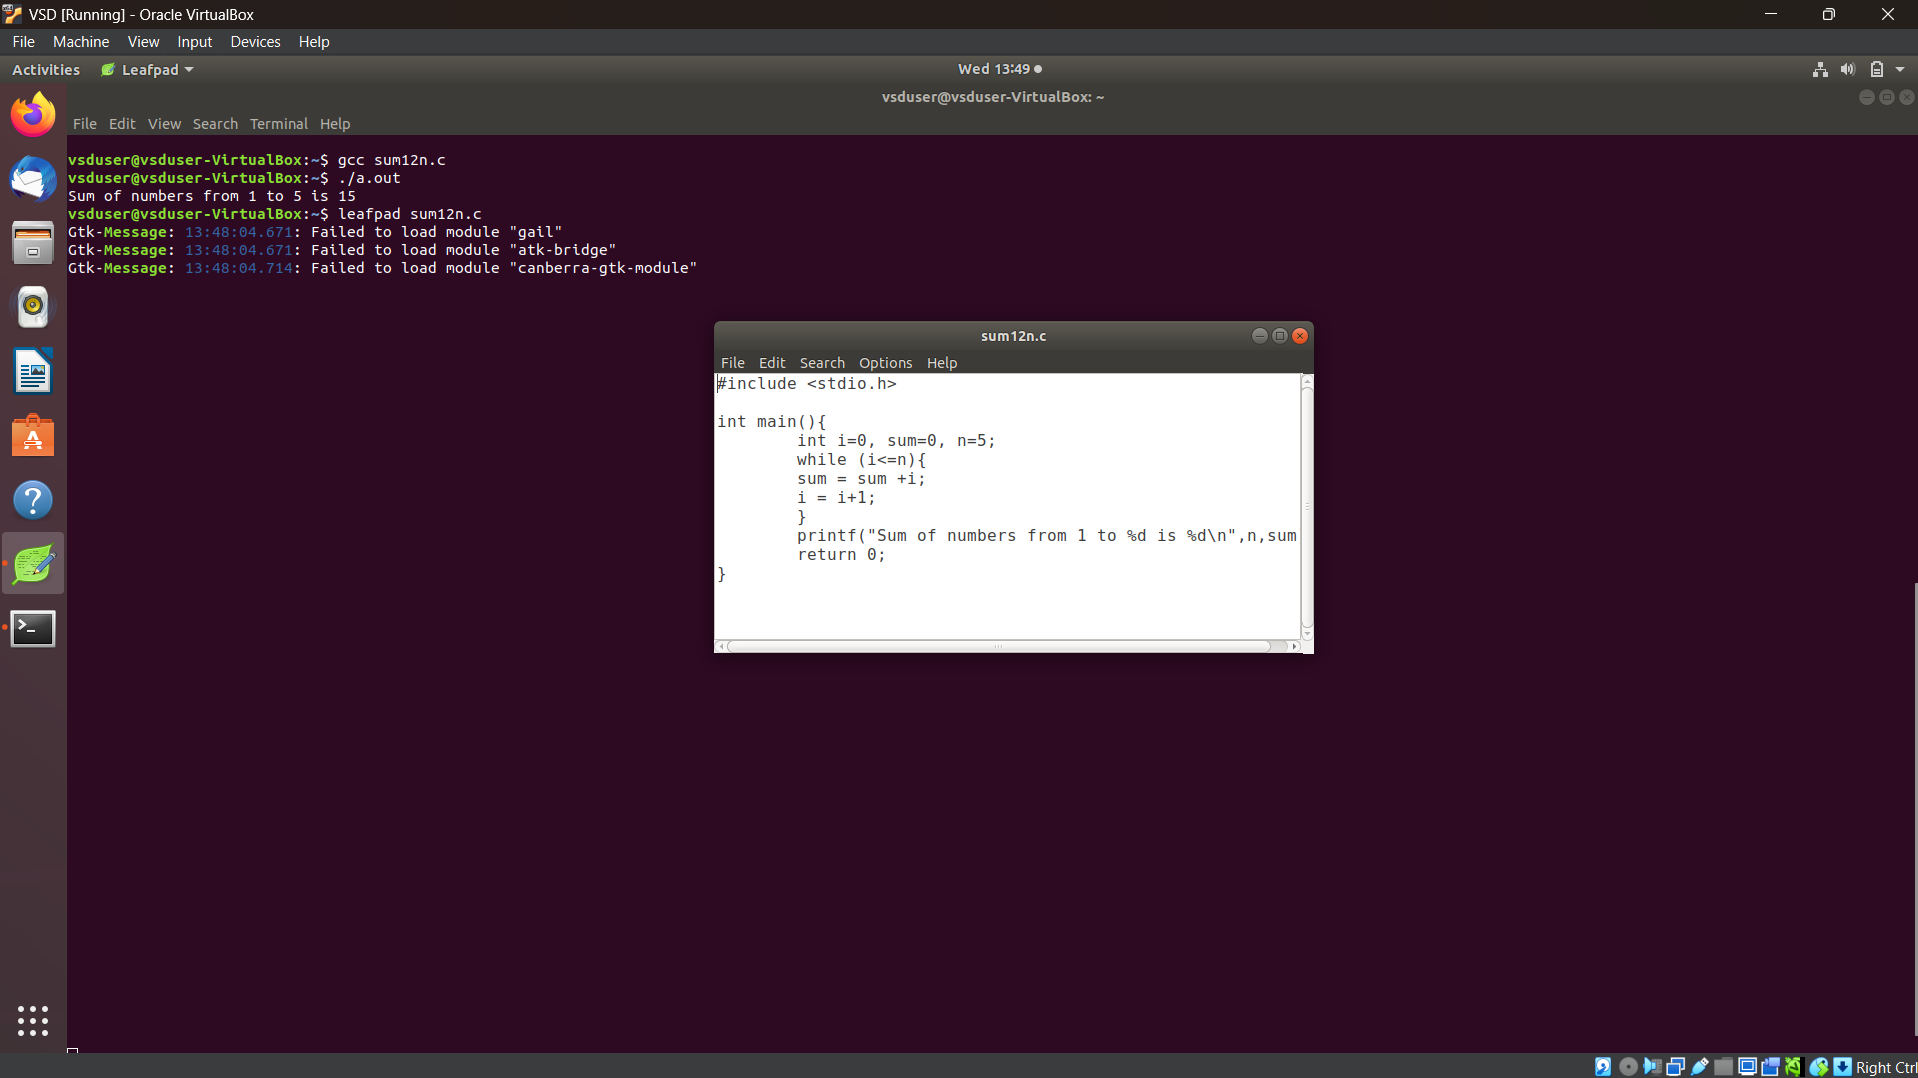 VSD [Running] - Oracle VirtualBox
File Machine View Input Devices Help
Activities Leafpad Wed 13:49
vsduser@vsduser-VirtualBox: ~
File Edit View Search Terminal Help
vsduser@vsduser-VirtualBox:~$ gcc sum12n.c
vsduser@vsduser-VirtualBox:~$ ./a.out
Sum of numbers from 1 to 5 is 15
vsduser@vsduser-VirtualBox:~$ leafpad sum12n.c
Gtk-Message: 13:48:04.671: Failed to load module "gail"
Gtk-Message: 13:48:04.671: Failed to load module "atk-bridge"
Gtk-Message: 13:48:04.714: Failed to load module "canberra-gtk-module"
sum12n.c
File Edit Search Options Help
#include <stdio.h>
int main(){
int i=0, sum=0, n=5;
while (i<=n){
sum = sum +i;
i = i+1;
}
printf("Sum of numbers from 1 to %d is %d\n",n,sum
return 0;
}
Right Ctrl